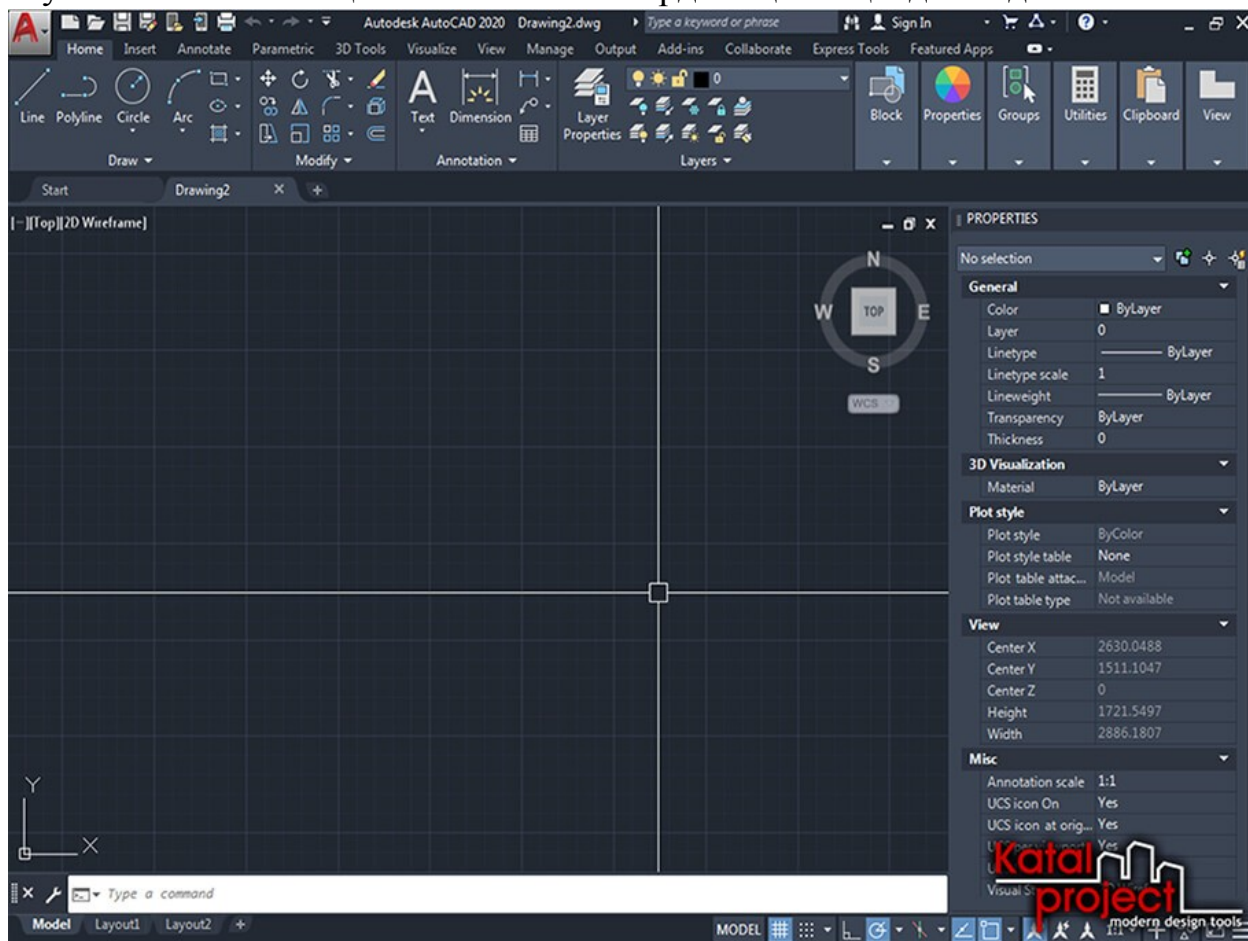 Autodesk AutoCAD 2020 Drawing2.dwg Type a keyword or phrase Sign In
Home Insert Annotate Parametric 3D Tools Visualize View Manage Output Add-ins Collaborate Express Tools Featured Apps
0
Line Polyline Circle Arc Text Dimension Layer Properties Block Properties Groups Utilities Clipboard View
Draw Modify Annotation Layers
Start Drawing2
[−][Top][2D Wireframe]
N
W TOP E
S
WCS
PROPERTIES
No selection
General
Color ByLayer
Layer 0
Linetype ByLayer
Linetype scale 1
Lineweight ByLayer
Transparency ByLayer
Thickness 0
3D Visualization
Material ByLayer
Plot style
Plot style ByColor
Plot style table None
Plot table attac... Model
Plot table type Not available
View
Center X 2630.0488
Center Y 1511.1047
Center Z 0
Height 1721.5497
Width 2886.1807
Misc
Annotation scale 1:1
UCS icon On Yes
UCS icon at orig... Yes
Yes
Y
X
Katal
project
modern design tools
Type a command
Model Layout1 Layout2
MODEL